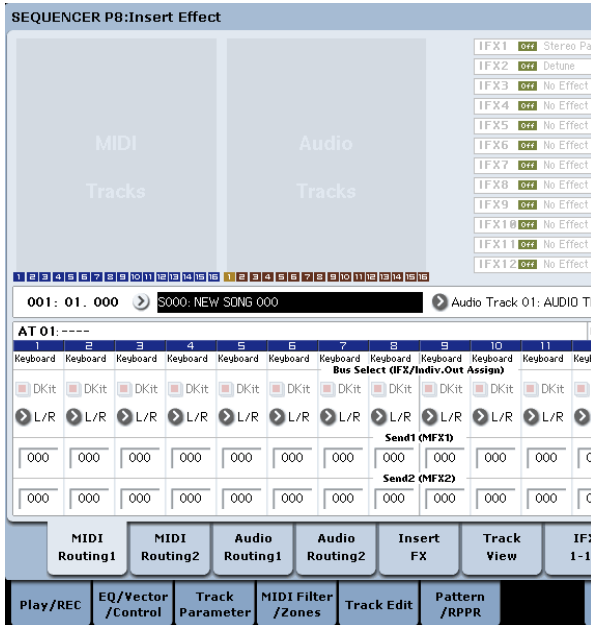 SEQUENCER P8:Insert Effect
IFX1 Off Stereo Pa
IFX2 Off Detune
IFX3 Off No Effect
IFX4 Off No Effect
IFX5 Off No Effect
IFX6 Off No Effect
IFX7 Off No Effect
IFX8 Off No Effect
IFX9 Off No Effect
IFX10 Off No Effect
IFX11 Off No Effect
IFX12 Off No Effect
MIDI
Tracks
Audio
Tracks
1 2 3 4 5 6 7 8 9 10 11 12 13 14 15 16 1 2 3 4 5 6 7 8 9 10 11 12 13 14 15 16
001: 01. 000 S000: NEW SONG 000 Audio Track 01: AUDIO T
AT 01:----
1 2 3 4 5 6 7 8 9 10 11
Keyboard Keyboard Keyboard Keyboard Keyboard Keyboard Keyboard Keyboard Keyboard Keyboard Keyboard Key
Bus Select (IFX/Indiv.Out Assign)
DKit DKit DKit DKit DKit DKit DKit DKit DKit DKit DKit
L/R L/R L/R L/R L/R L/R L/R L/R L/R L/R L/R
Send1 (MFX1)
000 000 000 000 000 000 000 000 000 000 000
Send2 (MFX2)
000 000 000 000 000 000 000 000 000 000 000
MIDI Routing1
MIDI Routing2
Audio Routing1
Audio Routing2
Insert FX
Track View
IFX 1-1
Play/REC
EQ/Vector /Control
Track Parameter
MIDI Filter /Zones
Track Edit
Pattern /RPPR